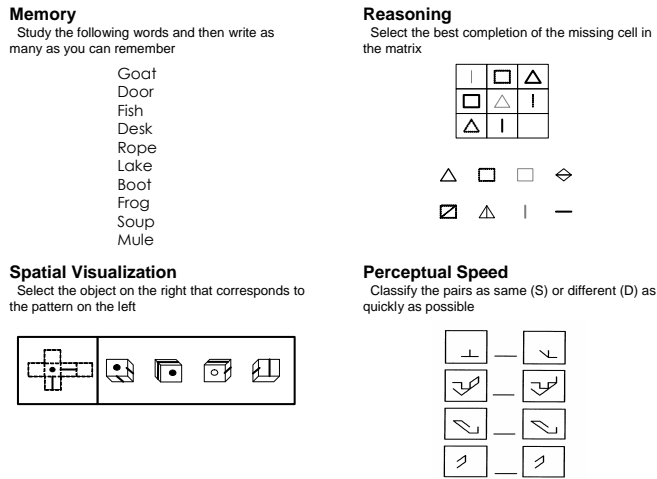 Memory
Study the following words and then write as
many as you can remember
Goat
Door
Fish
Desk
Rope
Lake
Boot
Frog
Soup
Mule
Reasoning
Select the best completion of the missing cell in
the matrix
Spatial Visualization
Select the object on the right that corresponds to
the pattern on the left
Perceptual Speed
Classify the pairs as same (S) or different (D) as
quickly as possible